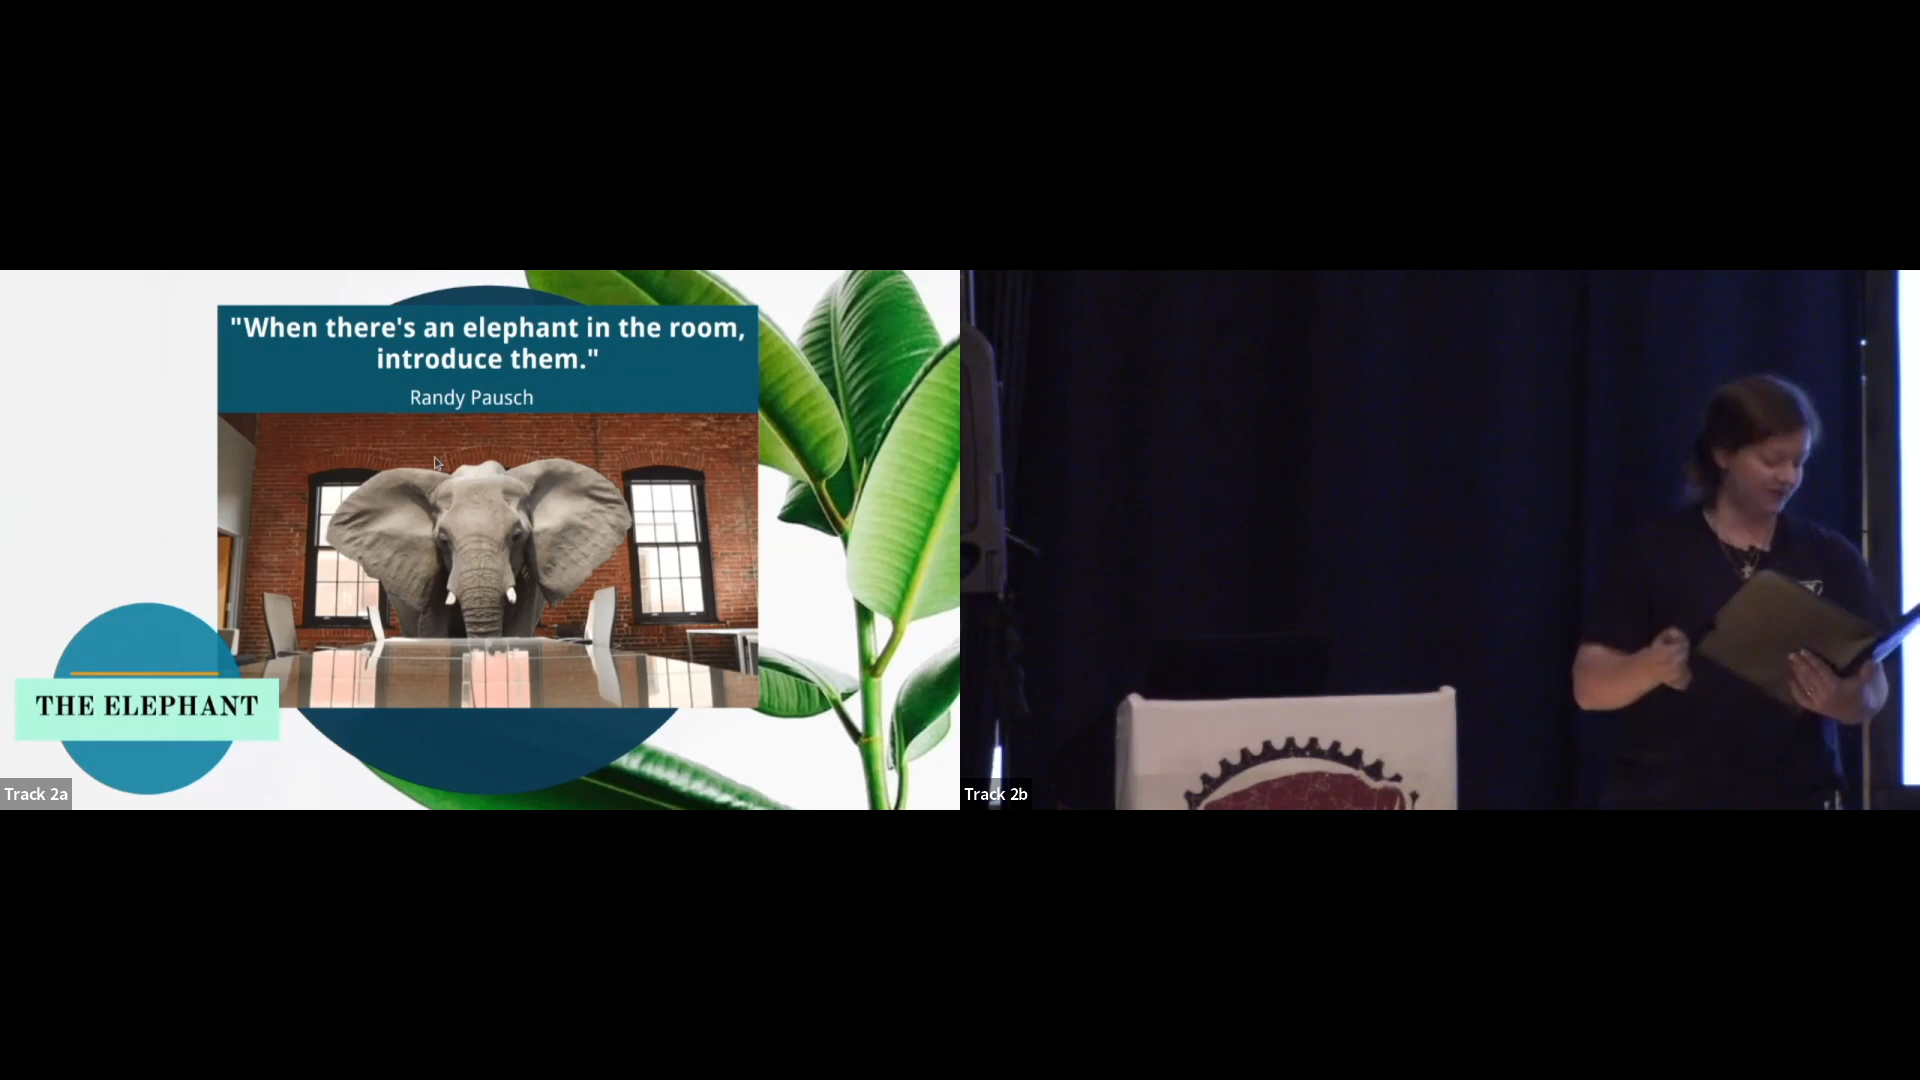 "When there's an elephant in the room,
introduce them."
Randy Pausch
THE ELEPHANT
Track 2a
Track 2b